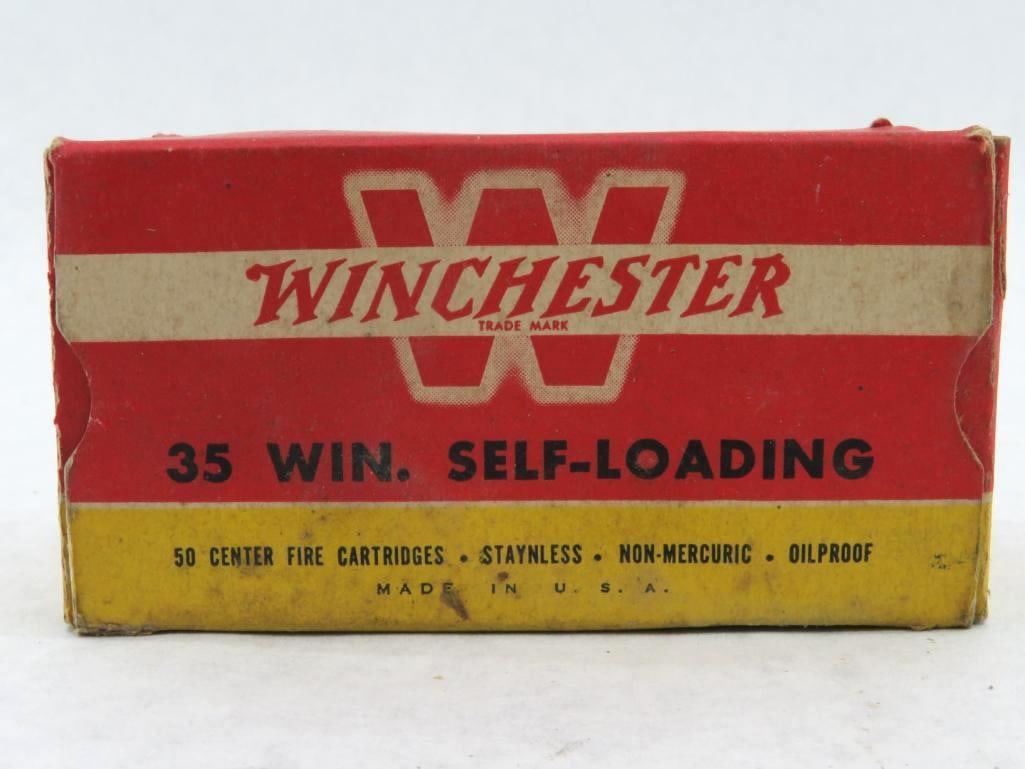 W
WINCHESTER
TRADE MARK
35 WIN. SELF-LOADING
50 CENTER FIRE CARTRIDGES • STAYNLESS • NON-MERCURIC • OILPROOF
MADE IN U. S. A.